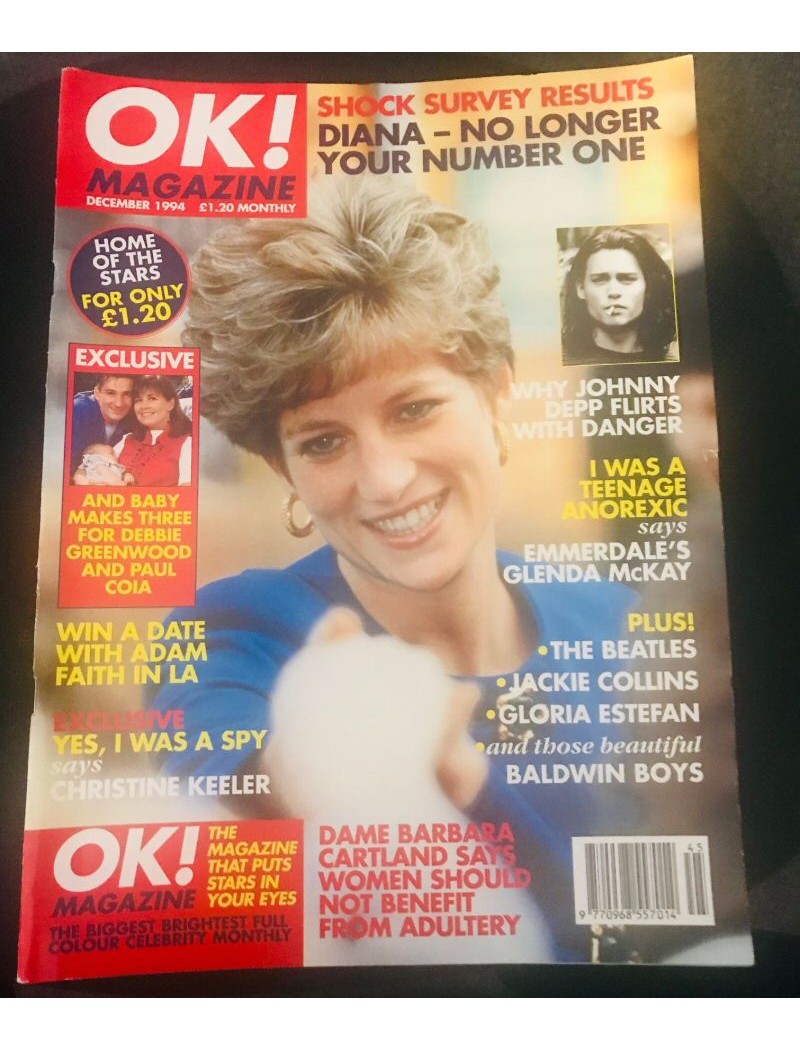 OK!
MAGAZINE
DECEMBER 1994 £1.20 MONTHLY
SHOCK SURVEY RESULTS
DIANA – NO LONGER
YOUR NUMBER ONE
HOME
OF THE
STARS
FOR ONLY
£1.20
EXCLUSIVE
AND BABY
MAKES THREE
FOR DEBBIE
GREENWOOD
AND PAUL
COIA
WIN A DATE
WITH ADAM
FAITH IN LA
EXCLUSIVE
YES, I WAS A SPY
says
CHRISTINE KEELER
WHY JOHNNY
DEPP FLIRTS
WITH DANGER
I WAS A
TEENAGE
ANOREXIC
says
EMMERDALE'S
GLENDA McKAY
PLUS!
•THE BEATLES
•JACKIE COLLINS
•GLORIA ESTEFAN
•and those beautiful
BALDWIN BOYS
OK!
MAGAZINE
THE
MAGAZINE
THAT PUTS
STARS IN
YOUR EYES
THE BIGGEST BRIGHTEST FULL
COLOUR CELEBRITY MONTHLY
DAME BARBARA
CARTLAND SAYS
WOMEN SHOULD
NOT BENEFIT
FROM ADULTERY
45
9 770968 557014